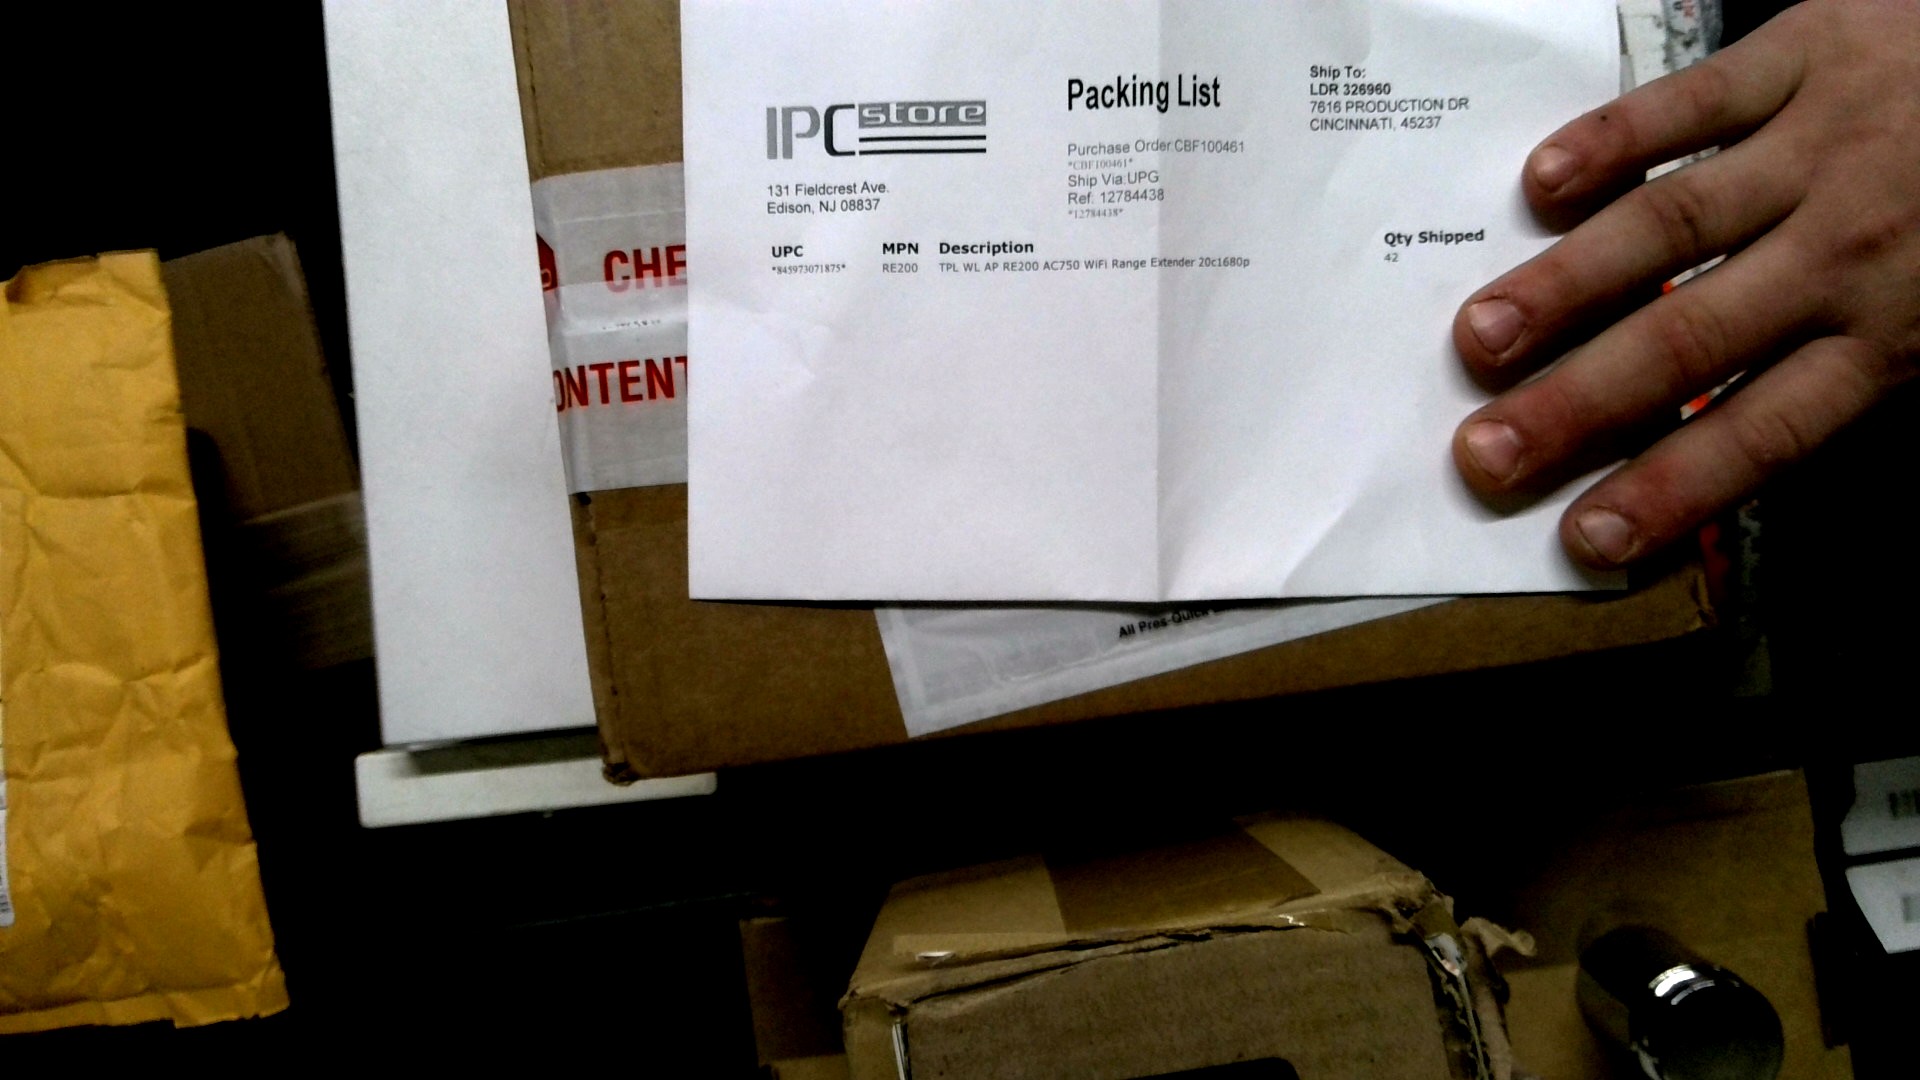 IPC store
131 Fieldcrest Ave.
Edison, NJ 08837
Packing List
Purchase Order:CBF100461
*CBF100461*
Ship Via:UPG
Ref: 12784438
*12784438*
Ship To:
LDR 326960
7616 PRODUCTION DR
CINCINNATI, 45237
UPC MPN Description Qty Shipped
*845973071875* RE200 TPL WL AP RE200 AC750 WiFi Range Extender 20c1680p 42
CHE
ONTENT
All Pres-Quick